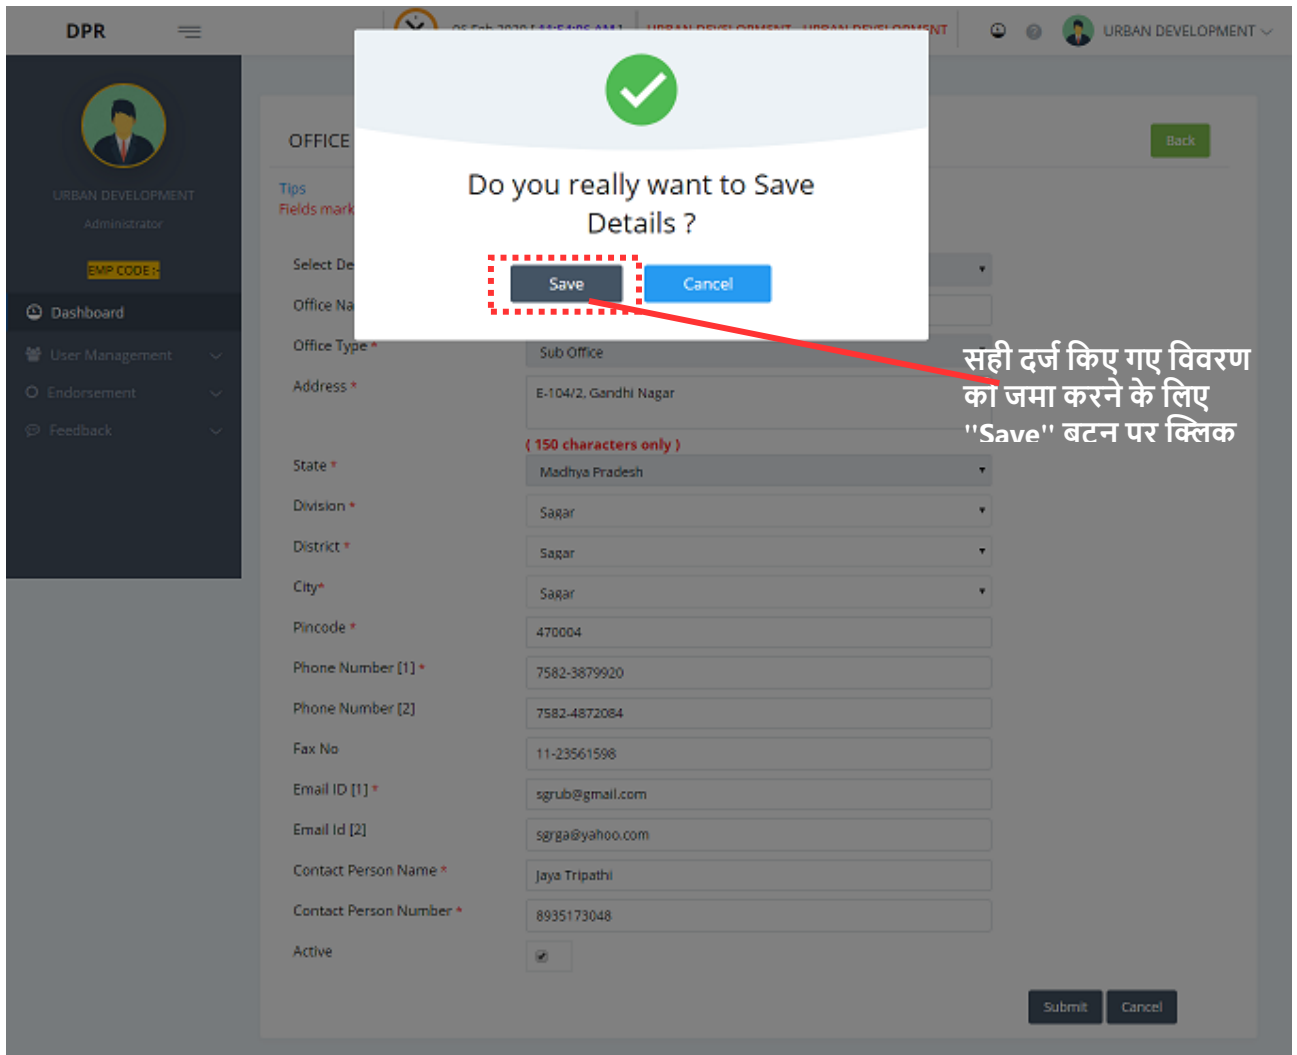 DPR
URBAN DEVELOPMENT
URBAN DEVELOPMENT
Administrator
EMP CODE :-
Dashboard
User Management
Endorsement
Feedback
OFFICE
Back
Tips
Fields mark
Do you really want to Save
Details ?
Save
Cancel
Select De
Office Na
Office Type *
Sub Office
Address *
E-104/2, Gandhi Nagar
( 150 characters only )
सही दर्ज किए गए विवरण
को जमा करने के लिए
"Save" बटन पर क्लिक
State *
Madhya Pradesh
Division *
Sagar
District *
Sagar
City*
Sagar
Pincode *
470004
Phone Number [1] *
7582-3879920
Phone Number [2]
7582-4872084
Fax No
11-23561598
Email ID [1] *
sgrub@gmail.com
Email Id [2]
sgrga@yahoo.com
Contact Person Name *
Jaya Tripathi
Contact Person Number *
8935173048
Active
Submit
Cancel